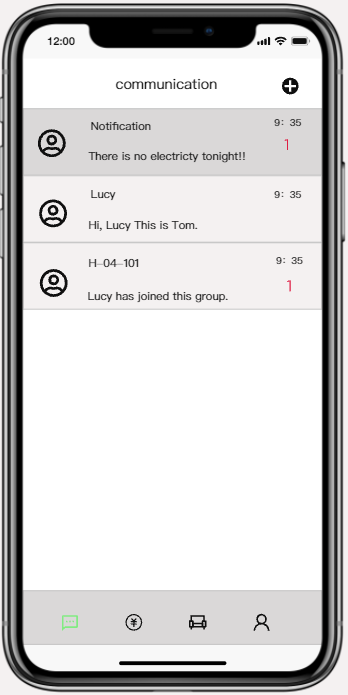 12:00
communication
Notification
9: 35
There is no electricty tonight!!
1
Lucy
9: 35
Hi, Lucy This is Tom.
H-04-101
9: 35
Lucy has joined this group.
1
¥